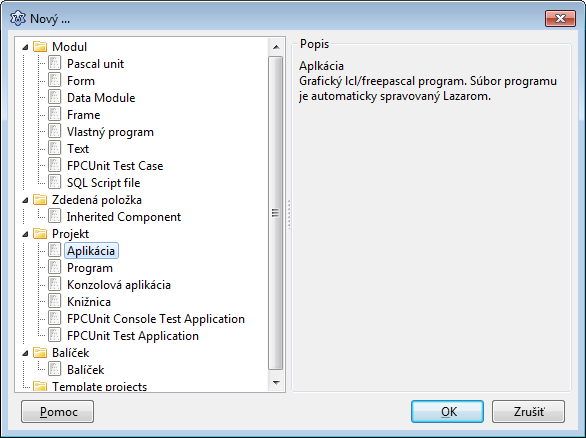 Nový ...
Modul
Pascal unit
Form
Data Module
Frame
Vlastný program
Text
FPCUnit Test Case
SQL Script file
Zdedená položka
Inherited Component
Projekt
Aplikácia
Program
Konzolová aplikácia
Knižnica
FPCUnit Console Test Application
FPCUnit Test Application
Balíček
Balíček
Template projects
Popis
Aplkácia
Grafický lcl/freepascal program. Súbor programu
je automaticky spravovaný Lazarom.
Pomoc
OK
Zrušiť